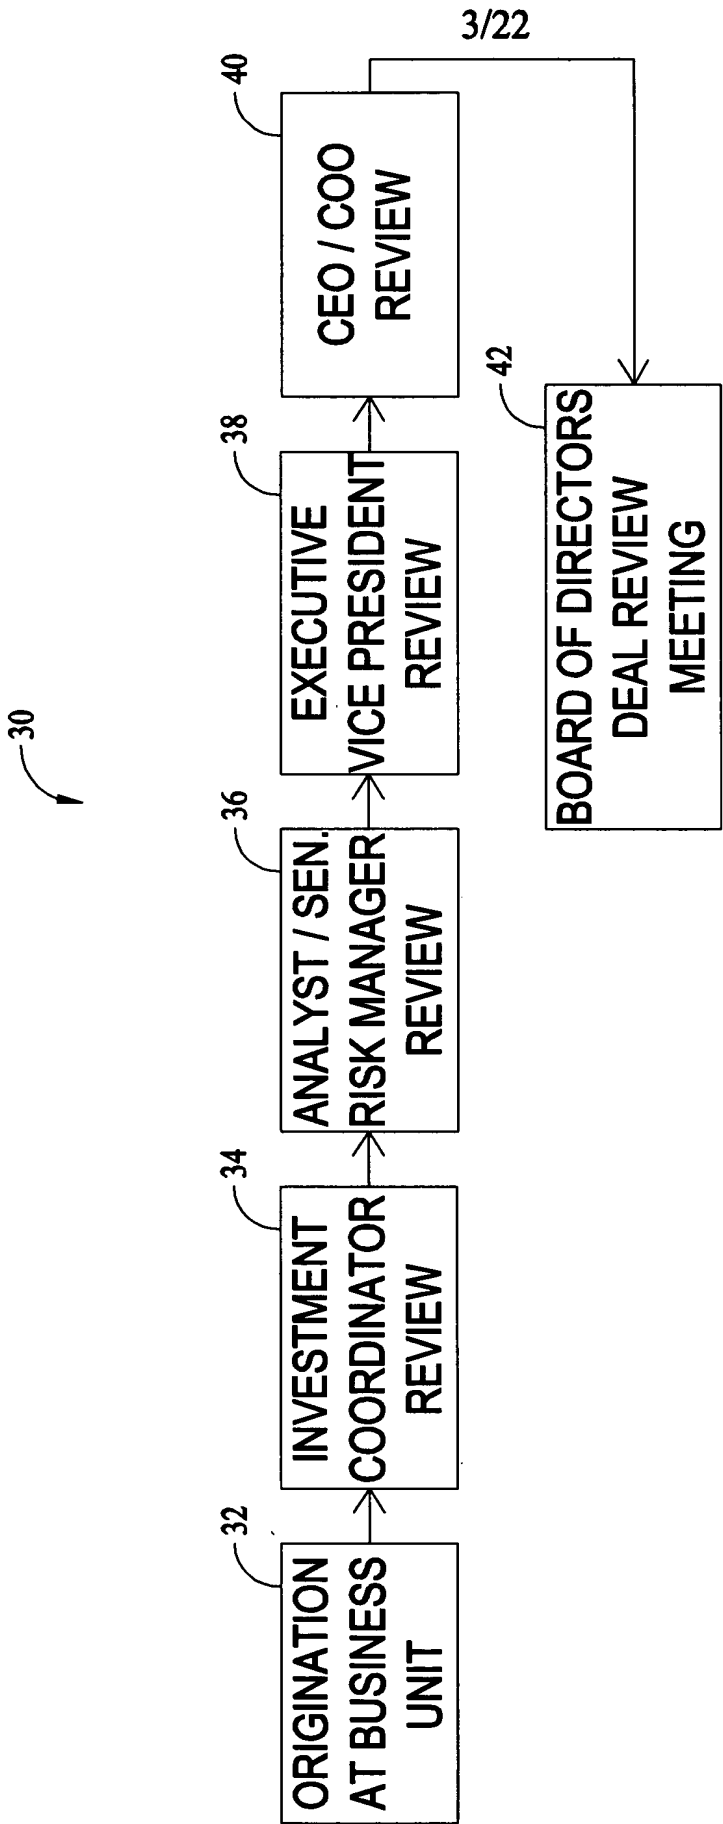 3/22
30
32
ORIGINATION
AT BUSINESS
UNIT
34
INVESTMENT
COORDINATOR
REVIEW
36
ANALYST / SEN.
RISK MANAGER
REVIEW
38
EXECUTIVE
VICE PRESIDENT
REVIEW
40
CEO / COO
REVIEW
42
BOARD OF DIRECTORS
DEAL REVIEW
MEETING